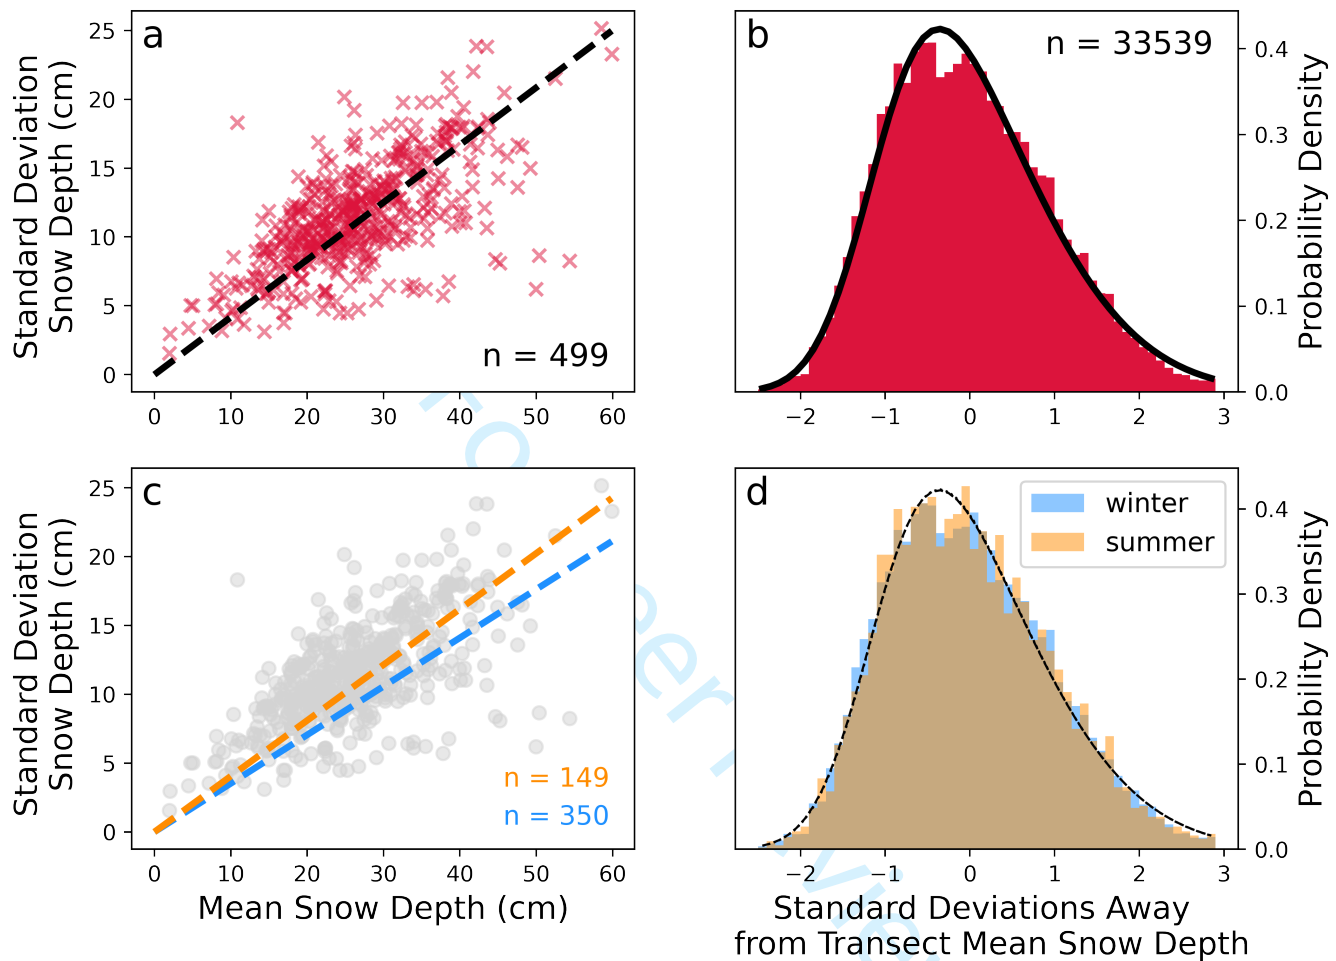 a
n = 499
25
20
15
10
5
0
0 10 20 30 40 50 60
Standard Deviation
Snow Depth (cm)
b
n = 33539
0.4
0.3
0.2
0.1
0.0
−2 −1 0 1 2 3
Probability Density
c
n = 149
n = 350
25
20
15
10
5
0
0 10 20 30 40 50 60
Standard Deviation
Snow Depth (cm)
Mean Snow Depth (cm)
d
winter
summer
0.4
0.3
0.2
0.1
0.0
−2 −1 0 1 2 3
Probability Density
Standard Deviations Away
from Transect Mean Snow Depth